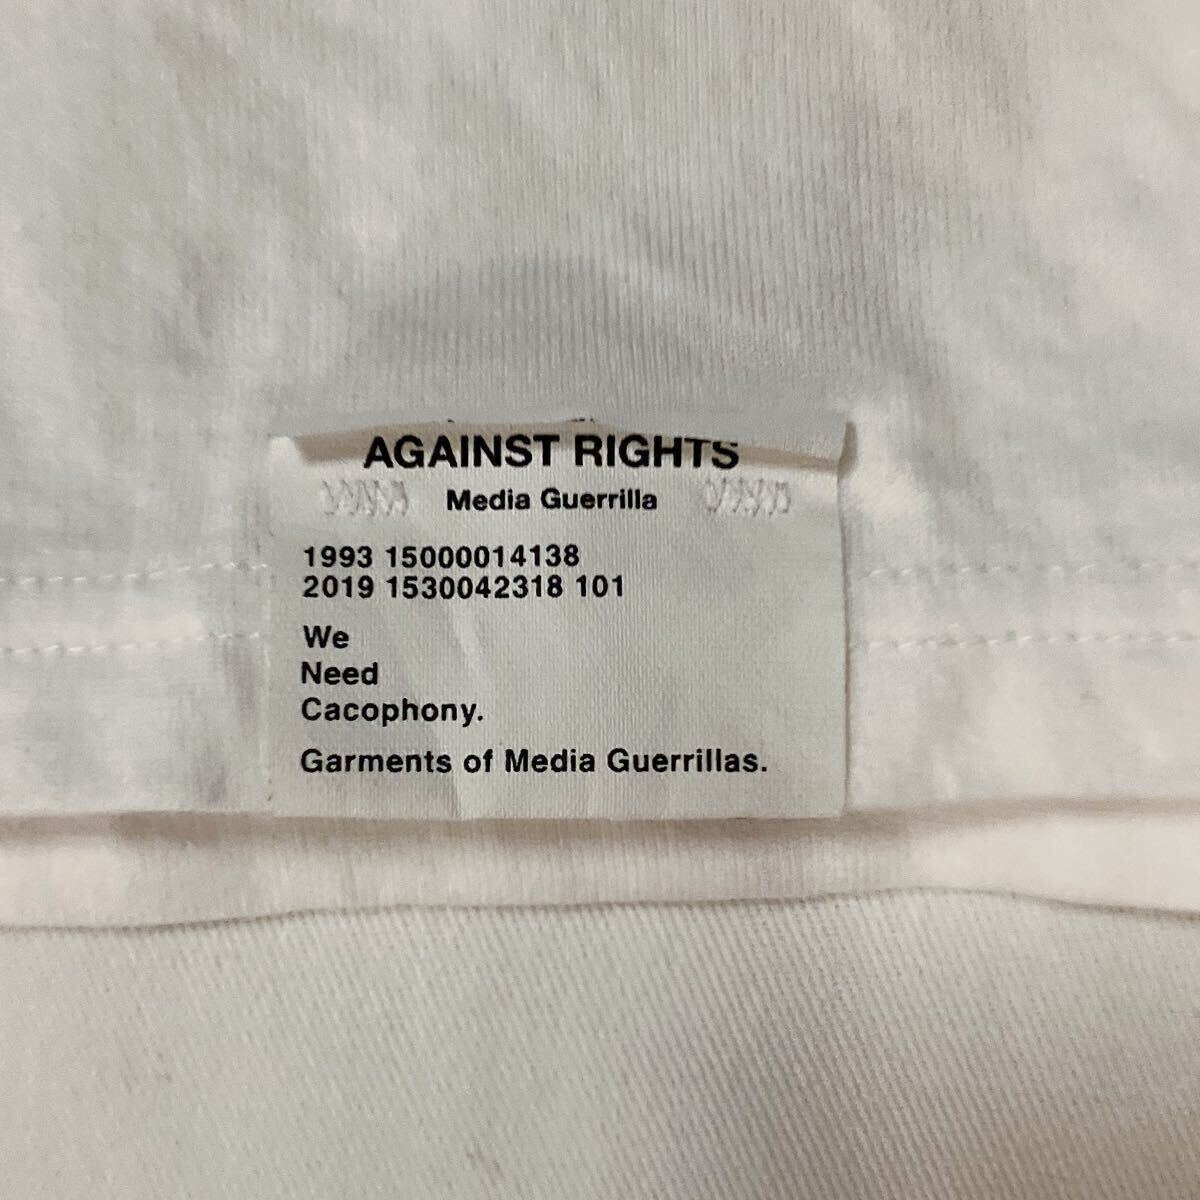 AGAINST RIGHTS
Media Guerrilla
1993 15000014138
2019 1530042318 101
We
Need
Cacophony.
Garments of Media Guerrillas.